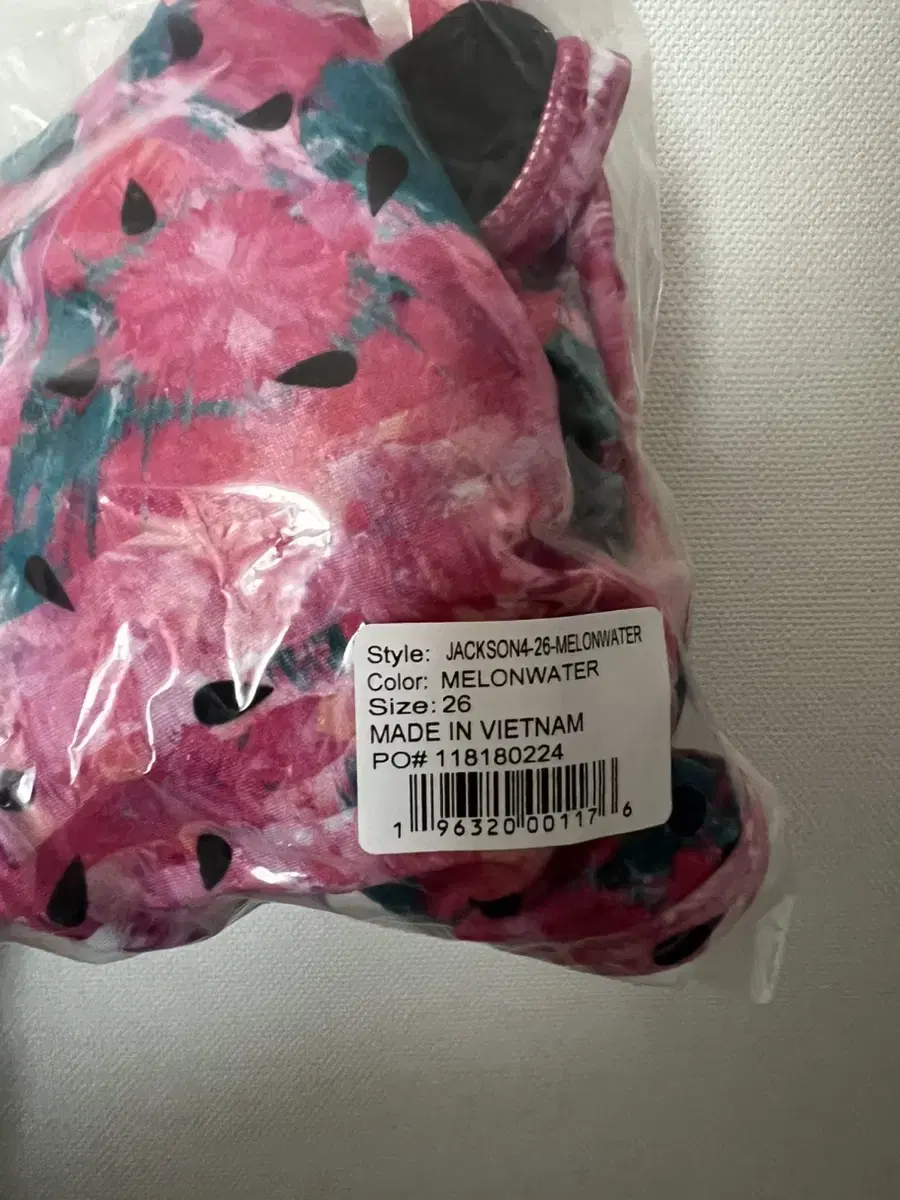 Style: JACKSON4-26-MELONWATER
Color: MELONWATER
Size: 26
MADE IN VIETNAM
PO# 118180224
1 96320 00117 6